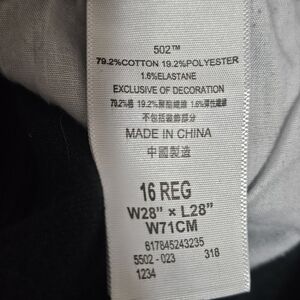 502™
79.2%COTTON 19.2%POLYESTER
1.6%ELASTANE
EXCLUSIVE OF DECORATION
79.2%棉 19.2%聚酯纖維 1.6%彈性纖維
不包括裝飾部分
MADE IN CHINA
中國製造
16 REG
W28” × L28”
W71CM
617845243235
5502 - 023 318
1234